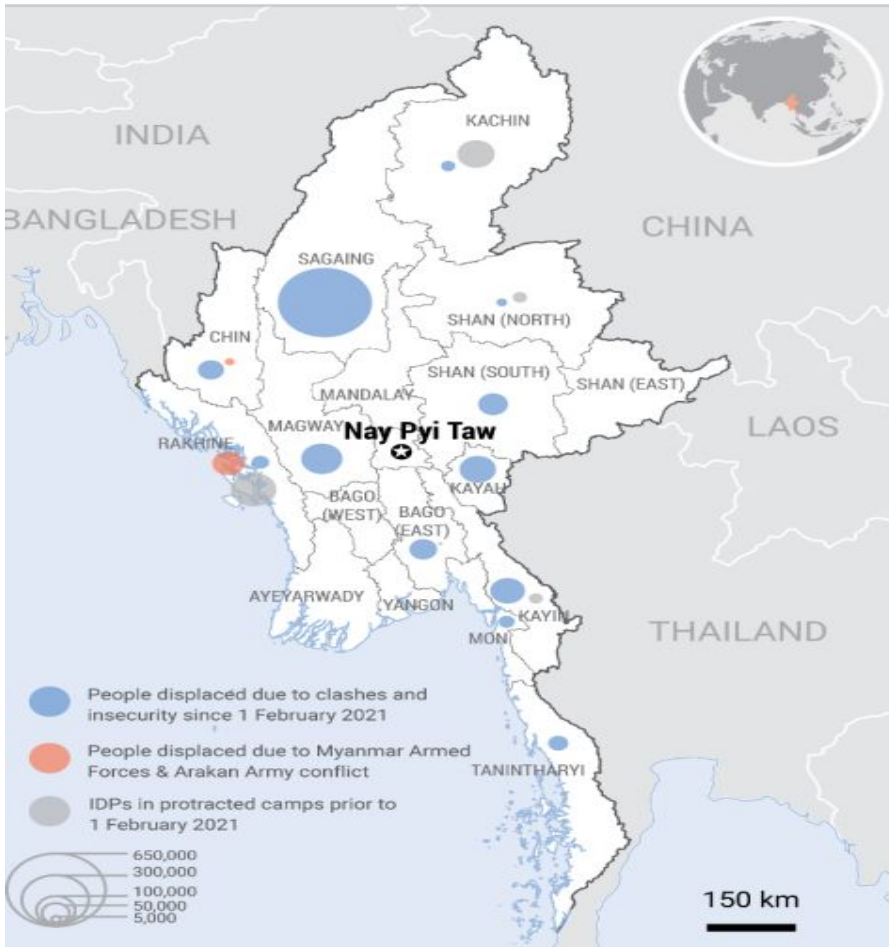 KACHIN
INDIA
BANGLADESH
CHINA
SAGAING
SHAN (NORTH)
CHIN
SHAN (SOUTH)
SHAN (EAST)
MANDALAY
MAGWAY
Nay Pyi Taw
LAOS
RAKHINE
KAYAH
BAGO
(WEST)
BAGO
(EAST)
AYEYARWADY
YANGON
KAYIN
MON
THAILAND
People displaced due to clashes and
insecurity since 1 February 2021
People displaced due to Myanmar Armed
Forces & Arakan Army conflict
TANINTHARYI
IDPs in protracted camps prior to
1 February 2021
650,000
300,000
100,000
50,000
5,000
150 km